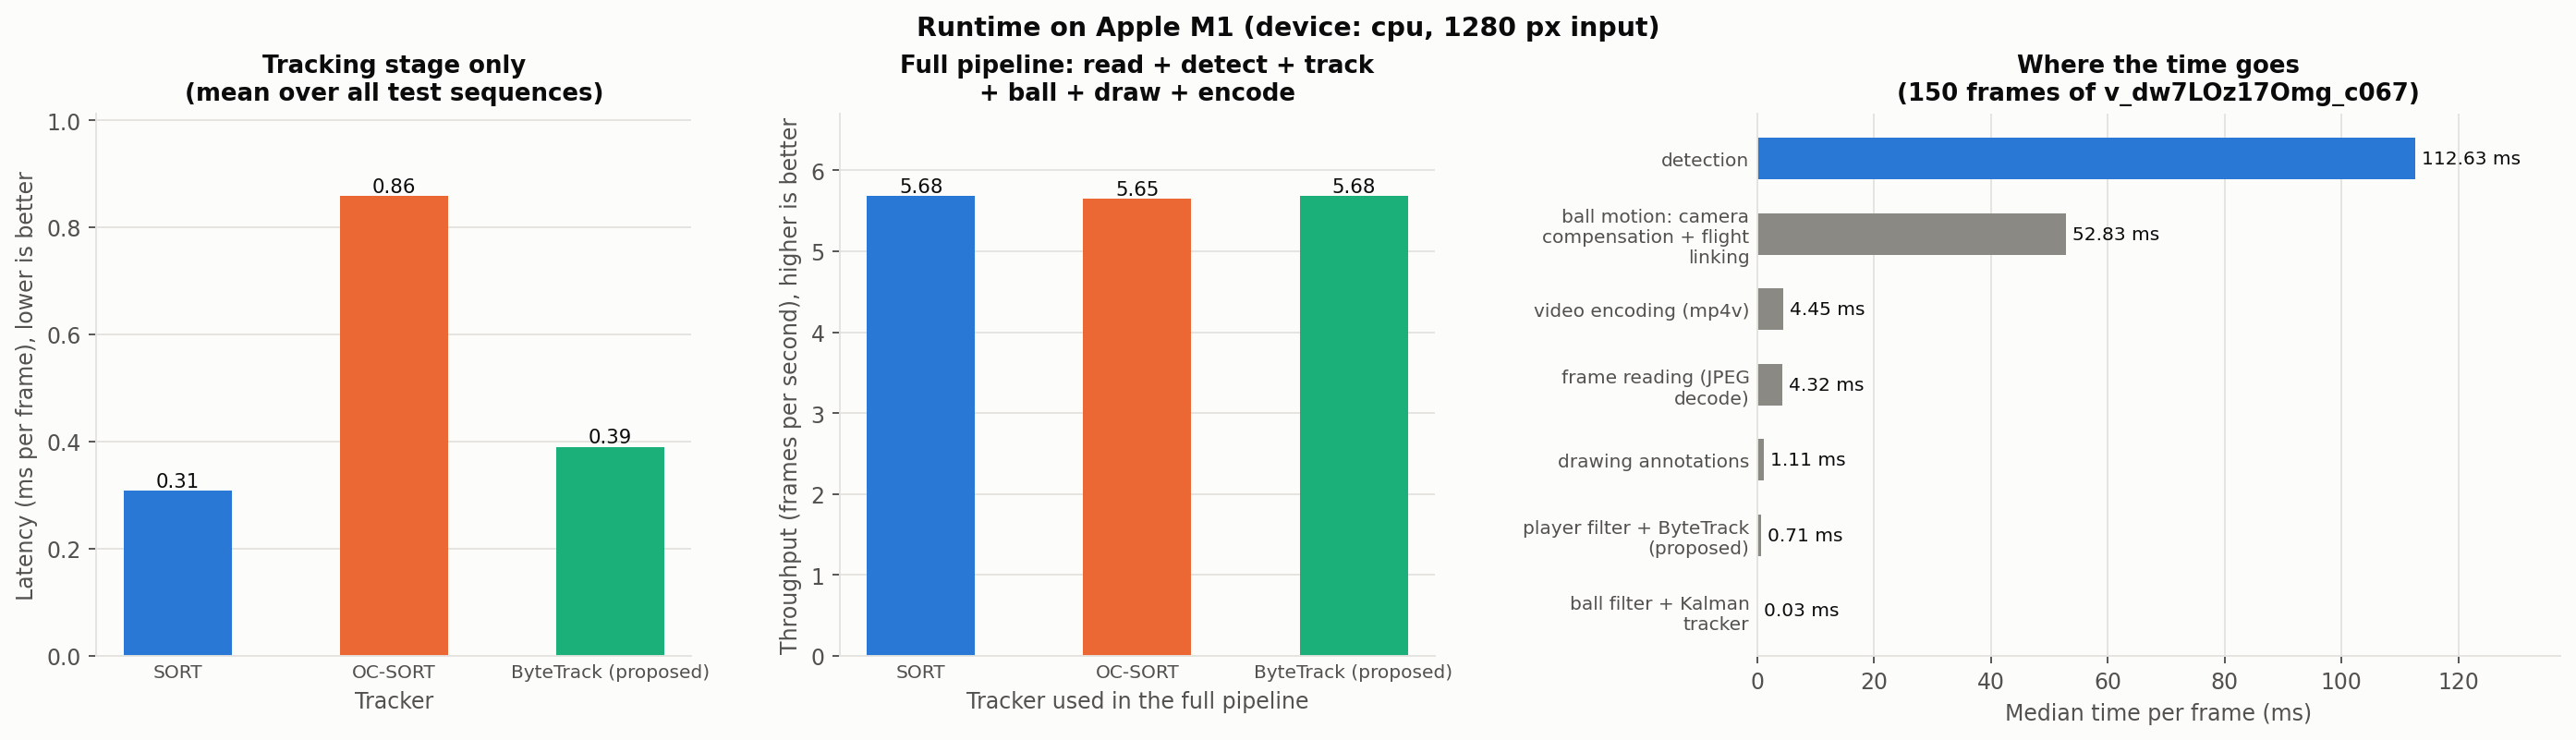 Runtime on Apple M1 (device: cpu, 1280 px input)
Tracking stage only
(mean over all test sequences)
Latency (ms per frame), lower is better
1.0
0.8
0.6
0.4
0.2
0.0
0.31
0.86
0.39
SORT
OC-SORT
ByteTrack (proposed)
Tracker
Full pipeline: read + detect + track
+ ball + draw + encode
Throughput (frames per second), higher is better
6
5
4
3
2
1
0
5.68
5.65
5.68
SORT
OC-SORT
ByteTrack (proposed)
Tracker used in the full pipeline
Where the time goes
(150 frames of v_dw7LOz17Omg_c067)
detection
112.63 ms
ball motion: camera
compensation + flight
linking
52.83 ms
video encoding (mp4v)
4.45 ms
frame reading (JPEG
decode)
4.32 ms
drawing annotations
1.11 ms
player filter + ByteTrack
(proposed)
0.71 ms
ball filter + Kalman
tracker
0.03 ms
0
20
40
60
80
100
120
Median time per frame (ms)